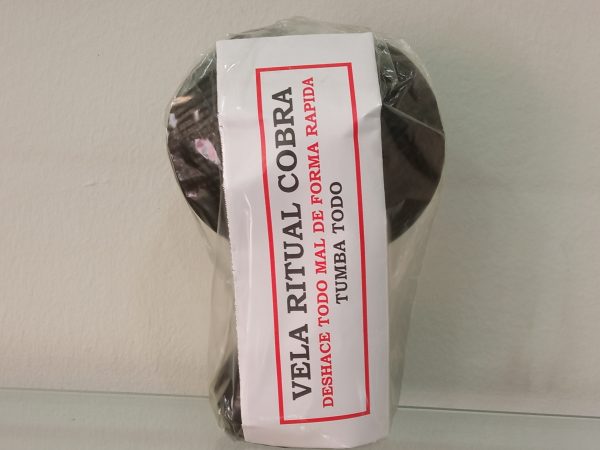 VELA RITUAL COBRA
DESHACE TODO MAL DE FORMA RAPIDA
TUMBA TODO